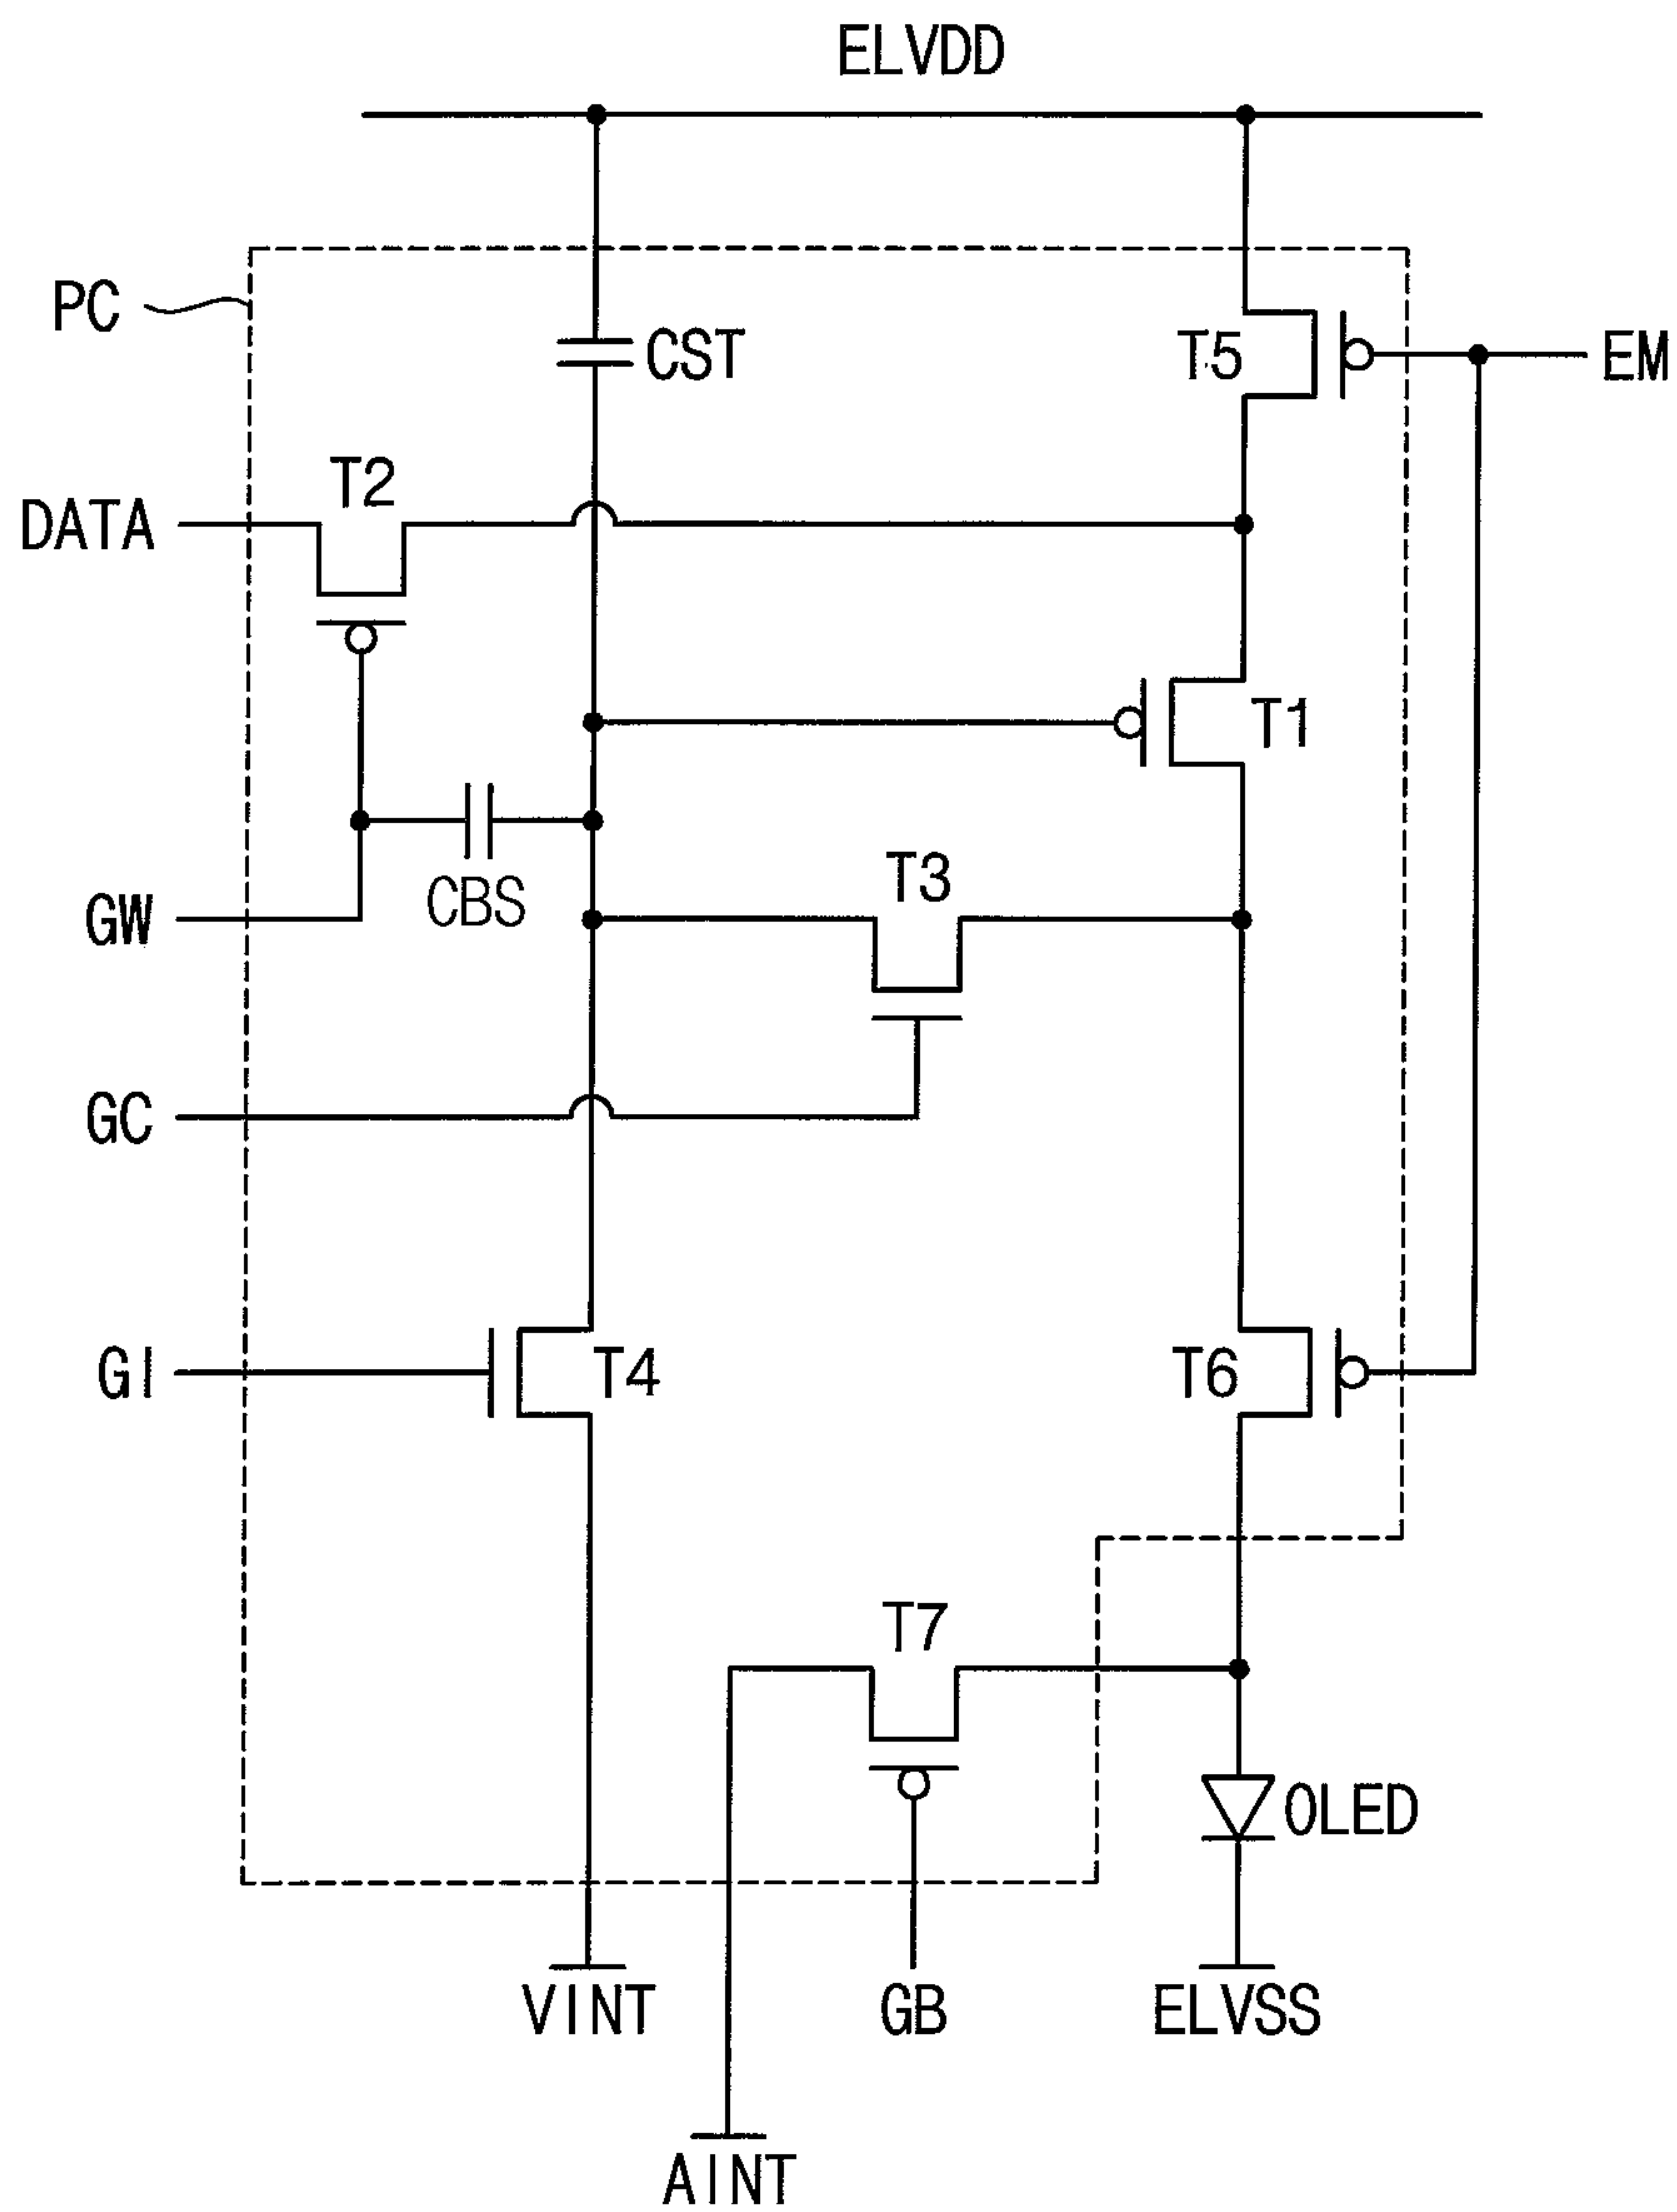 ELVDD
PC
CST
T5
EM
T2
DATA
T1
T3
CBS
GW
GC
GI
T4
T6
T7
OLED
VINT
GB
ELVSS
AINT